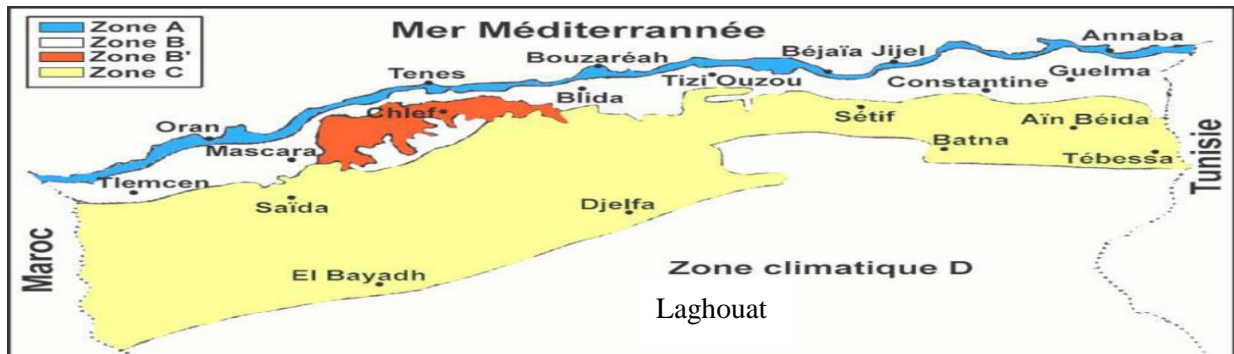 Zone A
Zone B
Zone B'
Zone C
Mer Méditerrannée
Annaba
Béjaïa Jijel
Bouzaréah
Guelma
Tenes
Tizi Ouzou
Constantine
Blida
Chlef
Oran
Sétif
Aïn Béida
Mascara
Batna
Tébessa
Tlemcen
Saïda
Djelfa
Tunisie
Maroc
El Bayadh
Zone climatique D
Laghouat